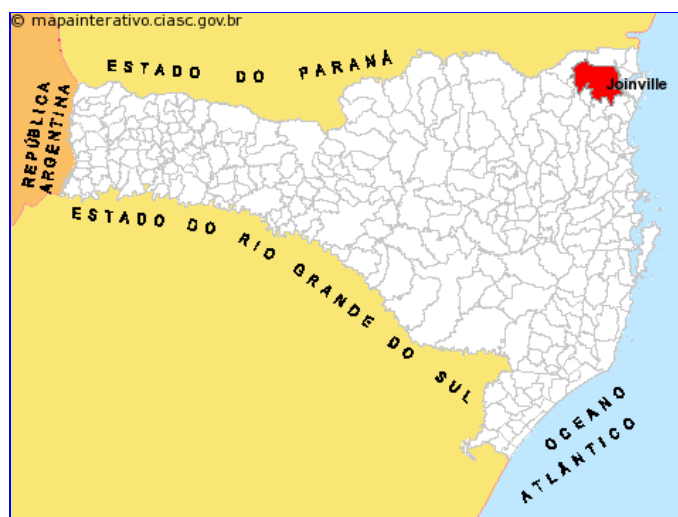 © mapainterativo.ciasc.gov.br
ESTADO DO PARANÁ
Joinville
REPÚBLICA
ARGENTINA
ESTADO DO RIO GRANDE DO SUL
OCEANO
ATLÂNTICO